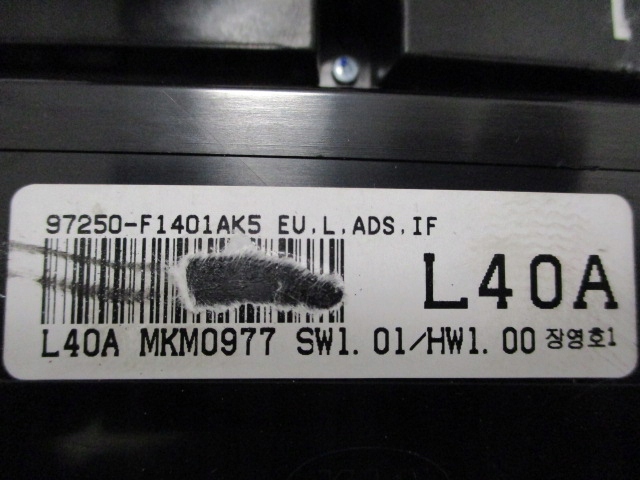 97250-F1401AK5 EU.L.ADS.IF
L40A
L40A MKM0977 SW1.01/HW1.00 장영호1